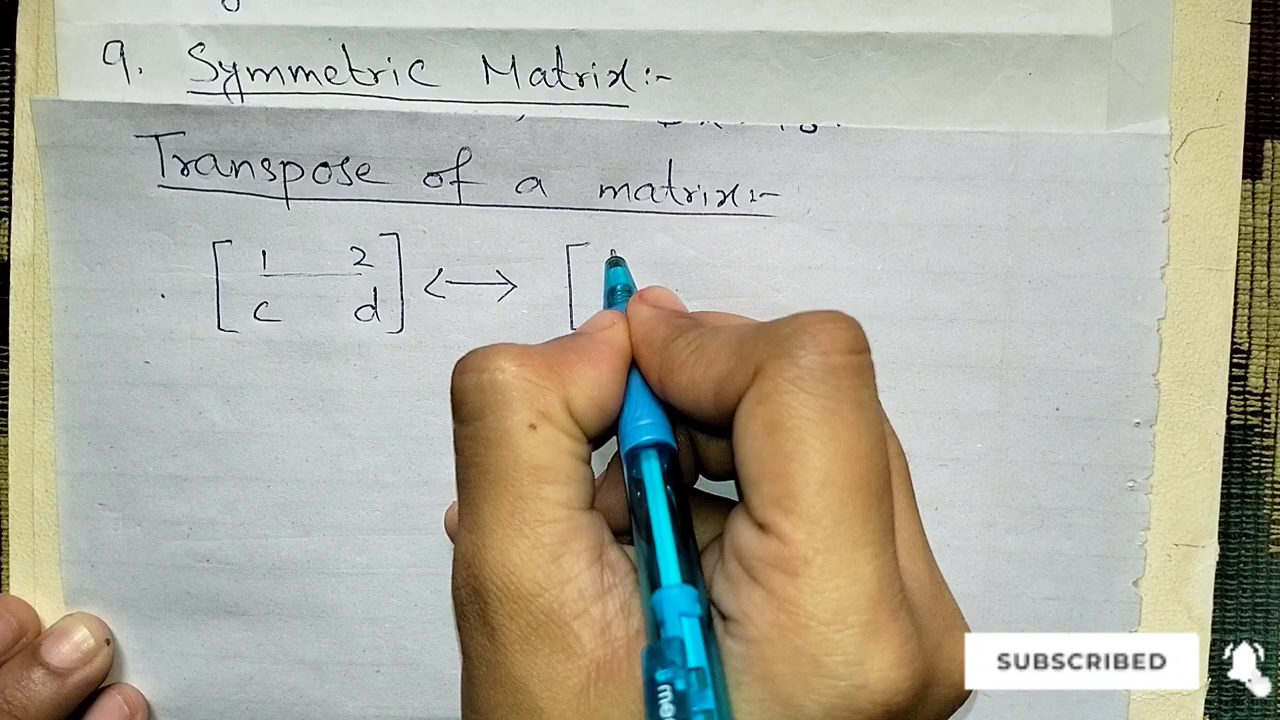 9. Symmetric Matrix:-
Transpose of a matrix:-
[ 1 2 ] <-> [
c d
SUBSCRIBED